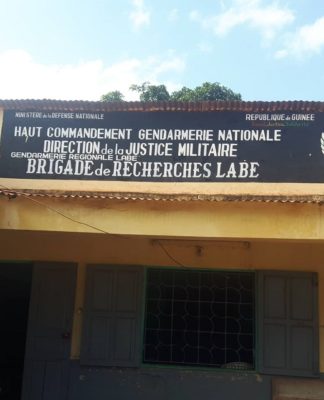 MINISTERE de la DEFENSE NATIONALE
REPUBLIQUE de GUINEE
HAUT COMMANDEMENT GENDARMERIE NATIONALE
DIRECTION de la JUSTICE MILITAIRE
GENDARMERIE REGIONALE LABE
BRIGADE de RECHERCHES LABE